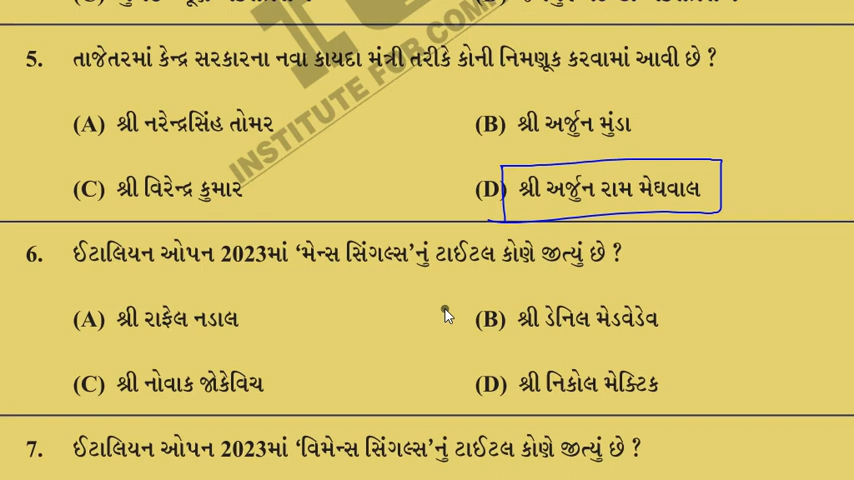 5. તાજેતરમાં કેન્દ્ર સરકારના નવા કાયદા મંત્રી તરીકે કોની નિમણૂક કરવામાં આવી છે ?
(A) શ્રી નરેન્દ્રસિંહ તોમર (B) શ્રી અર્જુન મુંડા
INSTITUTE FOR COM
(C) શ્રી વિરેન્દ્ર કુમાર (D) શ્રી અર્જુન રામ મેઘવાલ
6. ઈટાલિયન ઓપન 2023માં ‘મેન્સ સિંગલ્સ’નું ટાઈટલ કોણે જીત્યું છે ?
(A) શ્રી રાફેલ નડાલ (B) શ્રી ડેનિલ મેડવેડેવ
(C) શ્રી નોવાક જોકેવિચ (D) શ્રી નિકોલ મેક્ટિક
7. ઈટાલિયન ઓપન 2023માં ‘વિમેન્સ સિંગલ્સ’નું ટાઈટલ કોણે જીત્યું છે ?